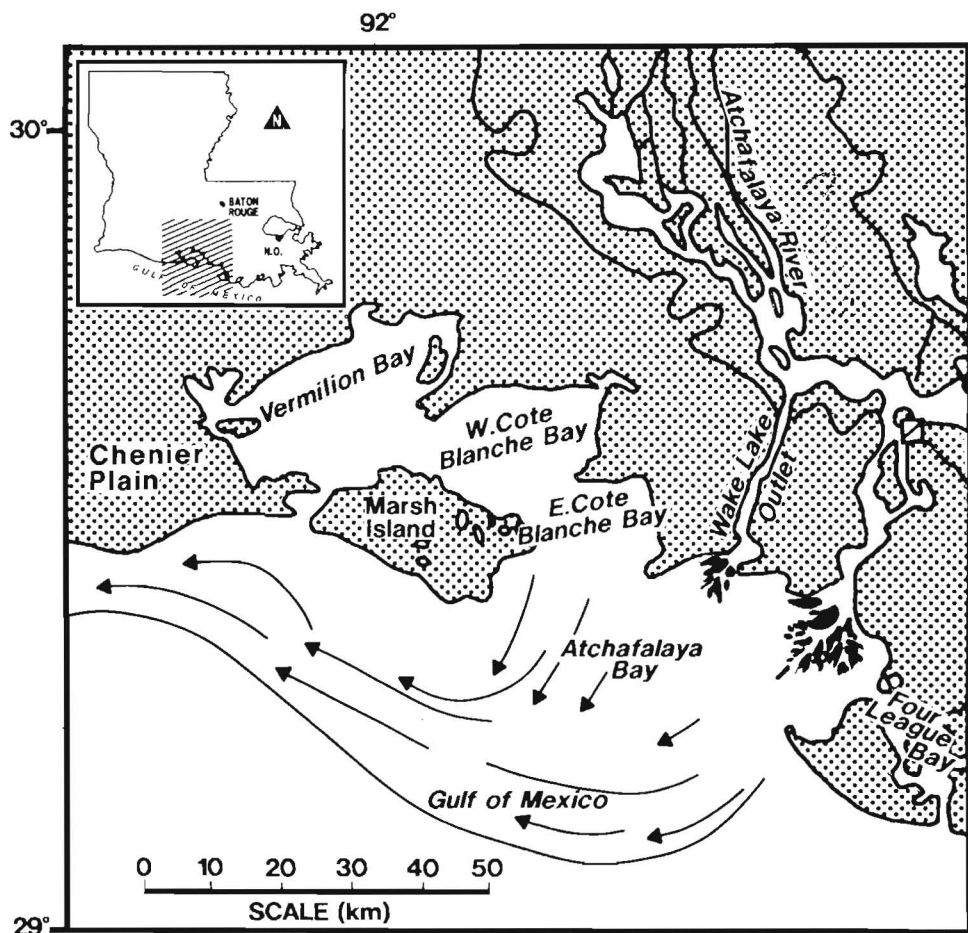 92°
30°
N
BATON
ROUGE
N.O.
GULF OF MEXICO
Atchafalaya River
Vermilion Bay
W. Cote
Blanche Bay
Chenier
Plain
Marsh
Island
E. Cote
Blanche Bay
Wax Lake
Outlet
Atchafalaya
Bay
Four
League
Bay
Gulf of Mexico
0 10 20 30 40 50
SCALE (km)
29°